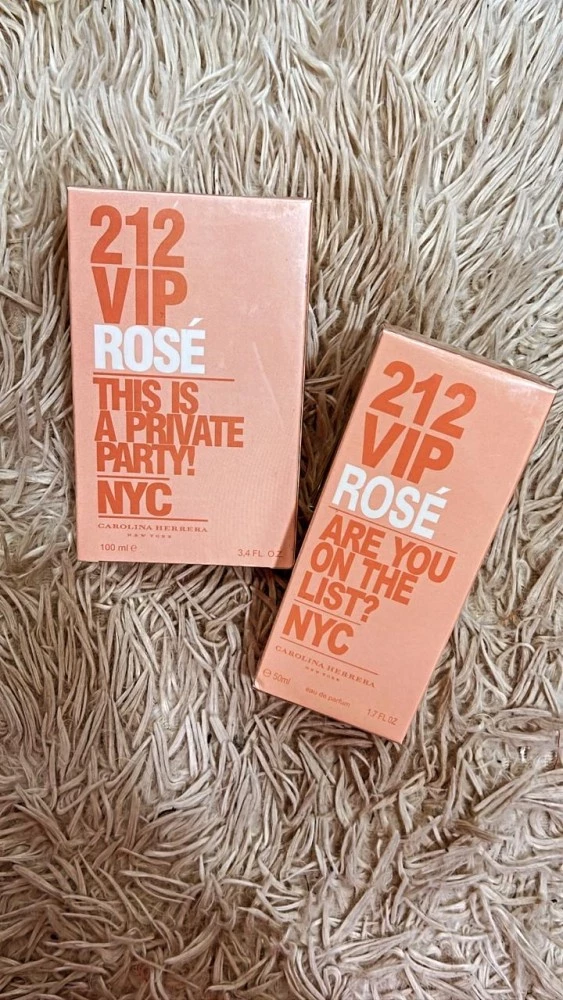 212
VIP
ROSÉ
THIS IS
A PRIVATE
PARTY!
NYC
CAROLINA HERRERA
NEW YORK
100 ml ℮ 3,4 FL. OZ
212
VIP
ROSÉ
ARE YOU
ON THE
LIST?
NYC
CAROLINA HERRERA
NEW YORK
℮ 50ml eau de parfum 1.7 FL.OZ